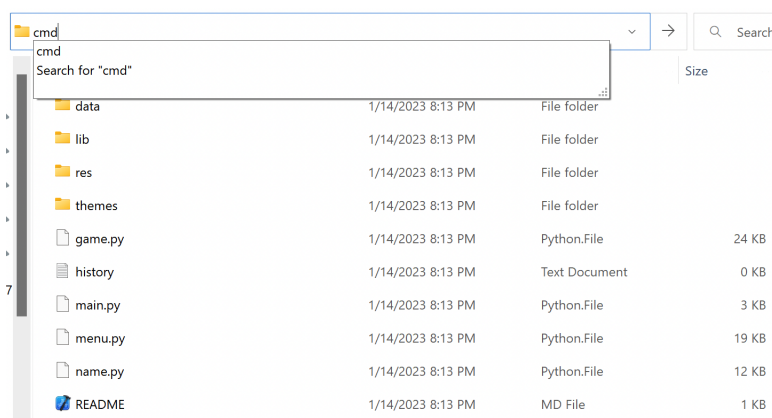 cmd
Search
cmd
Search for "cmd"
Size
data 1/14/2023 8:13 PM File folder
lib 1/14/2023 8:13 PM File folder
res 1/14/2023 8:13 PM File folder
themes 1/14/2023 8:13 PM File folder
game.py 1/14/2023 8:13 PM Python.File 24 KB
history 1/14/2023 8:13 PM Text Document 0 KB
7
main.py 1/14/2023 8:13 PM Python.File 3 KB
menu.py 1/14/2023 8:13 PM Python.File 19 KB
name.py 1/14/2023 8:13 PM Python.File 12 KB
README 1/14/2023 8:13 PM MD File 1 KB